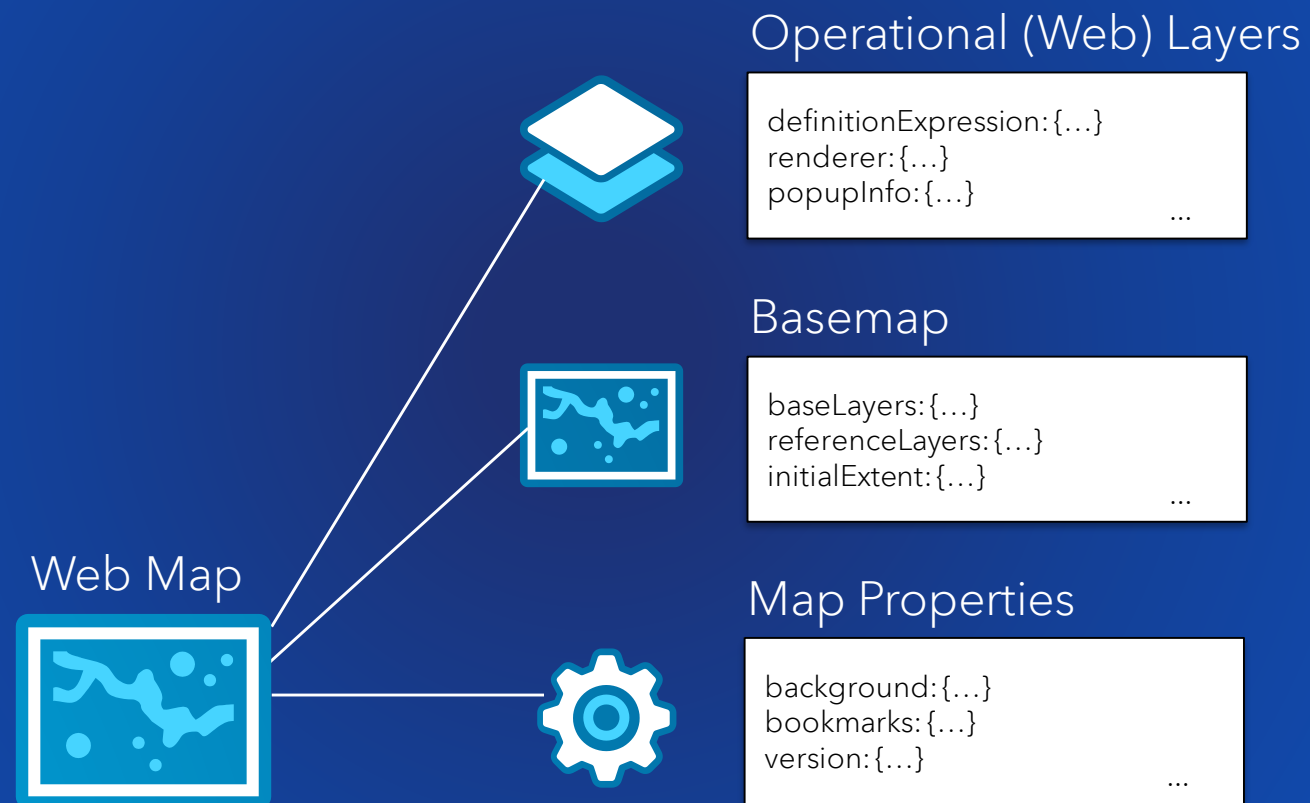 Operational (Web) Layers
definitionExpression:{…}
renderer:{…}
popupInfo:{…}
...
Basemap
baseLayers:{…}
referenceLayers:{…}
initialExtent:{…}
...
Web Map
Map Properties
background:{…}
bookmarks:{…}
version:{…}
...